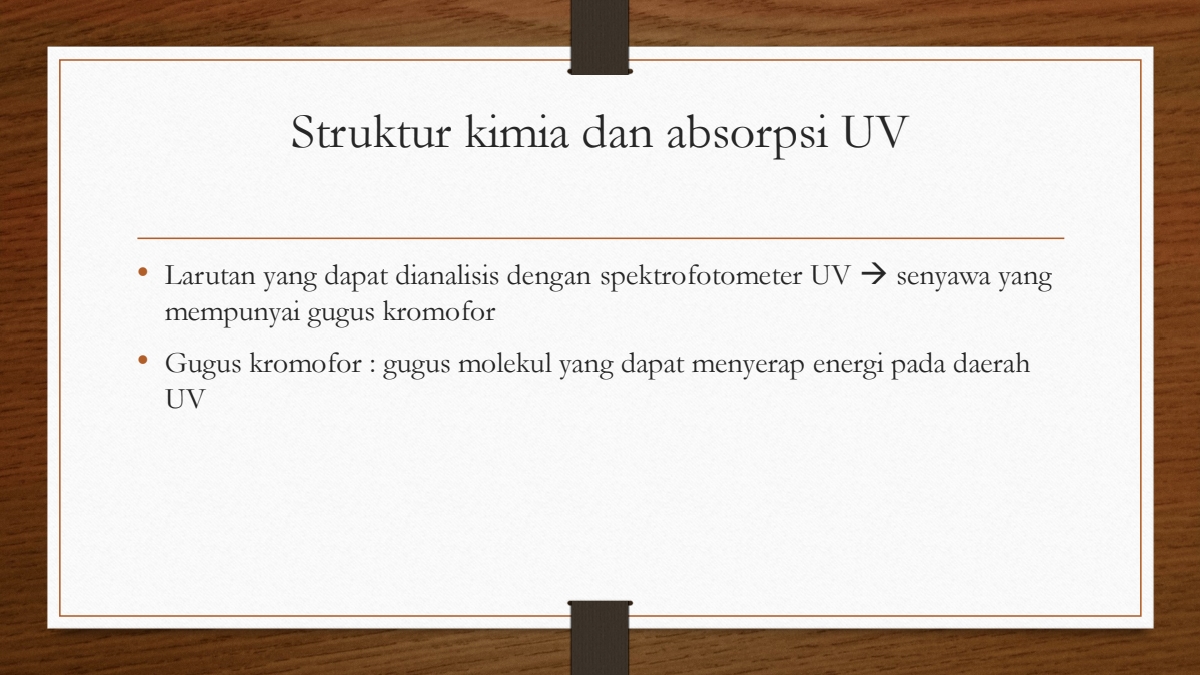 Struktur kimia dan absorpsi UV
• Larutan yang dapat dianalisis dengan spektrofotometer UV → senyawa yang
mempunyai gugus kromofor
• Gugus kromofor : gugus molekul yang dapat menyerap energi pada daerah
UV